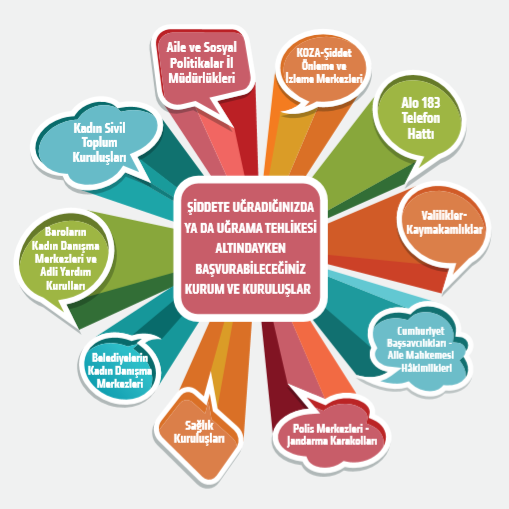 ŞİDDETE UĞRADIĞINIZDA
YA DA UĞRAMA TEHLİKESİ
ALTINDAYKEN
BAŞVURABİLECEĞİNİZ
KURUM VE KURULUŞLAR
Aile ve Sosyal
Politikalar İl
Müdürlükleri
KOZA-Şiddet
Önleme ve
İzleme Merkezleri
Alo 183
Telefon
Hattı
Valilikler-
Kaymakamlıklar
Cumhuriyet
Başsavcılıkları -
Aile Mahkemesi
-Hâkimlikleri
Polis Merkezleri -
Jandarma Karakolları
Sağlık
Kuruluşları
Belediyelerin
Kadın Danışma
Merkezleri
Baroların
Kadın Danışma
Merkezleri ve
Adli Yardım
Kurulları
Kadın Sivil
Toplum
Kuruluşları